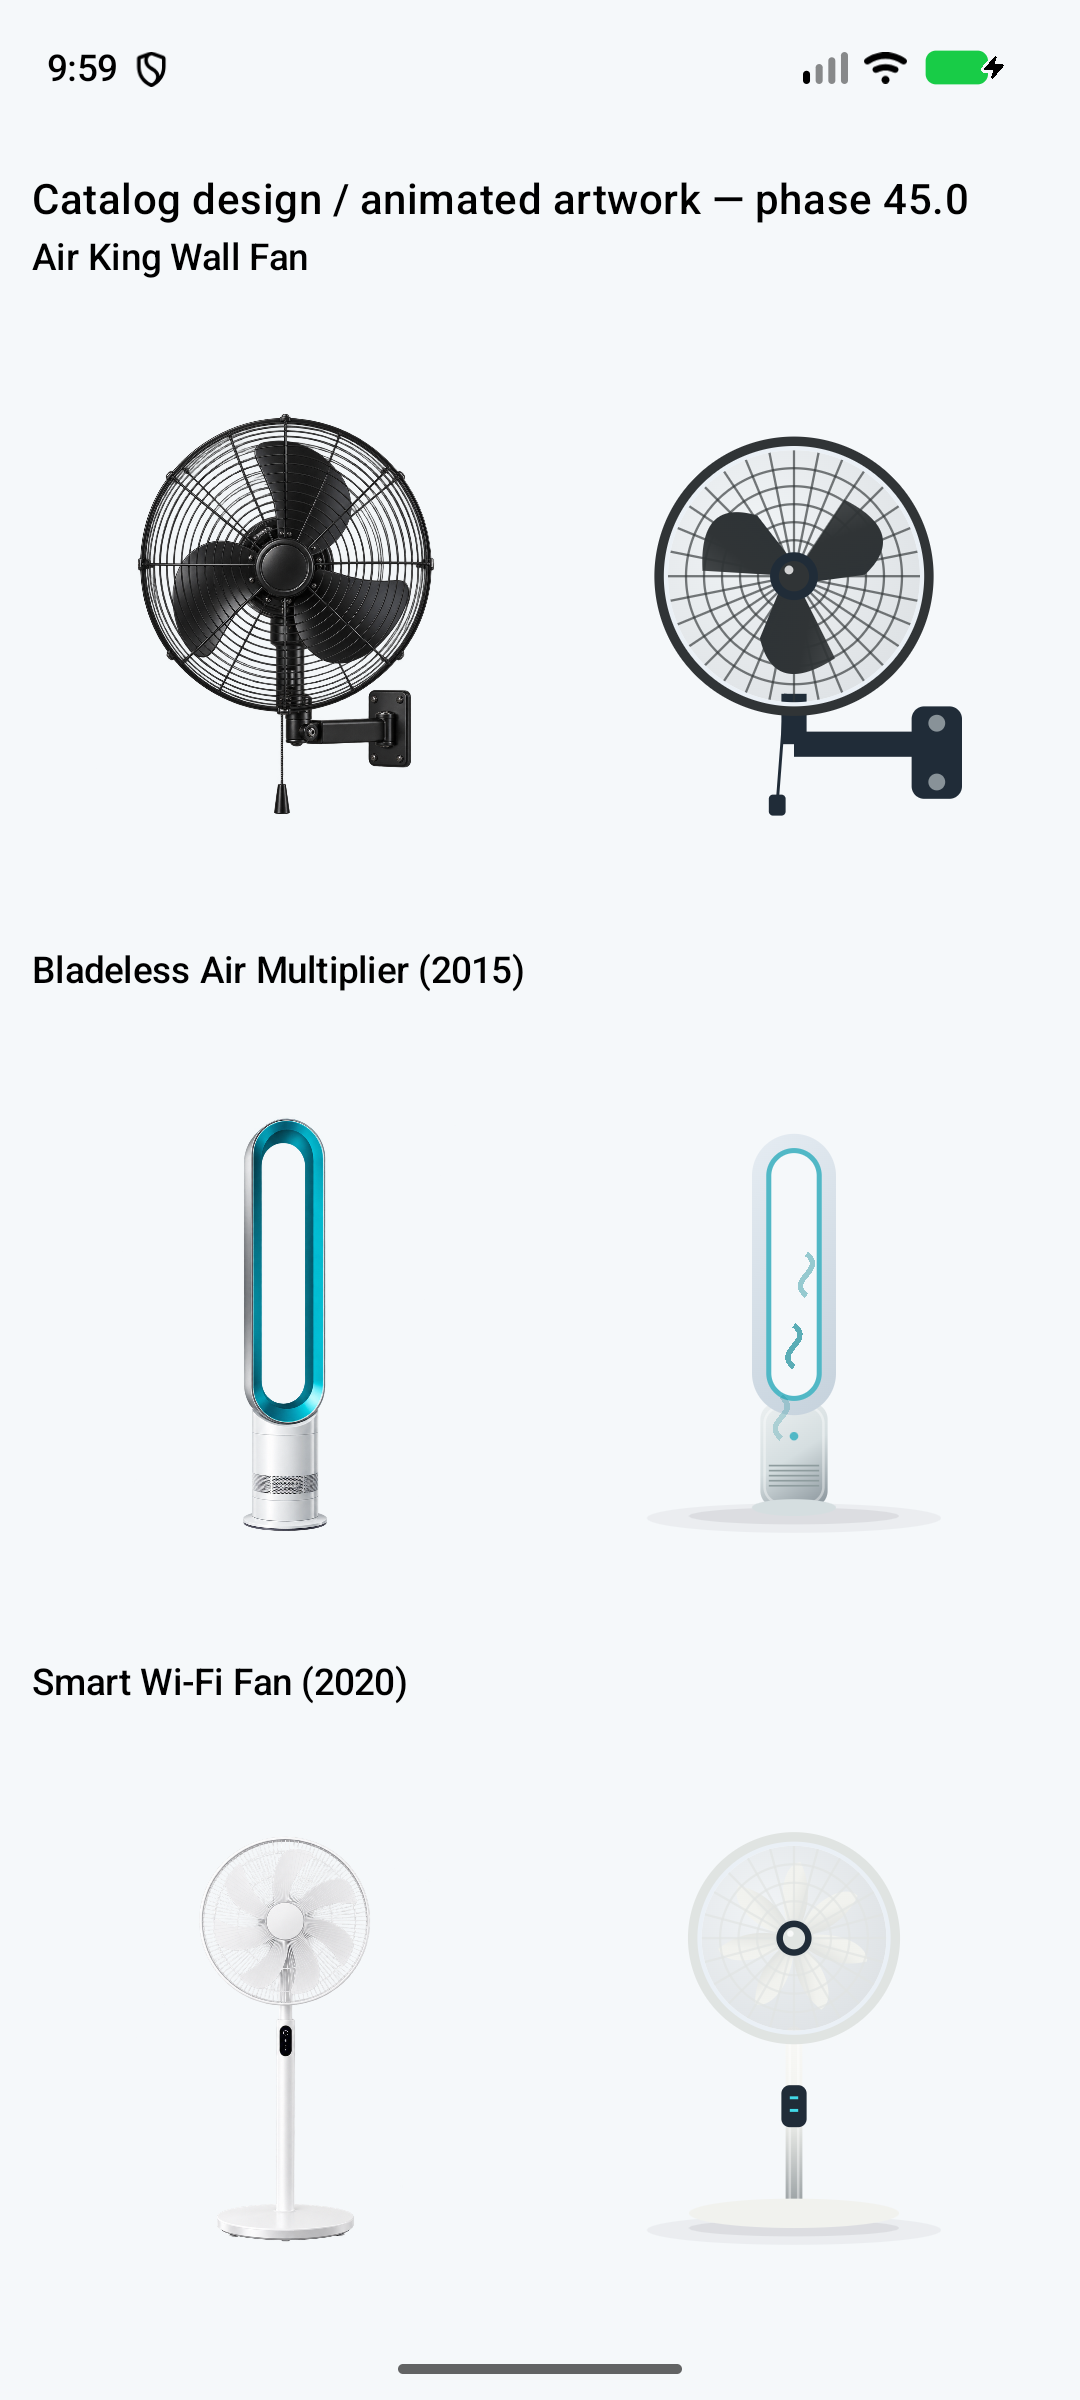 9:59
Catalog design / animated artwork — phase 45.0
Air King Wall Fan
Bladeless Air Multiplier (2015)
Smart Wi-Fi Fan (2020)